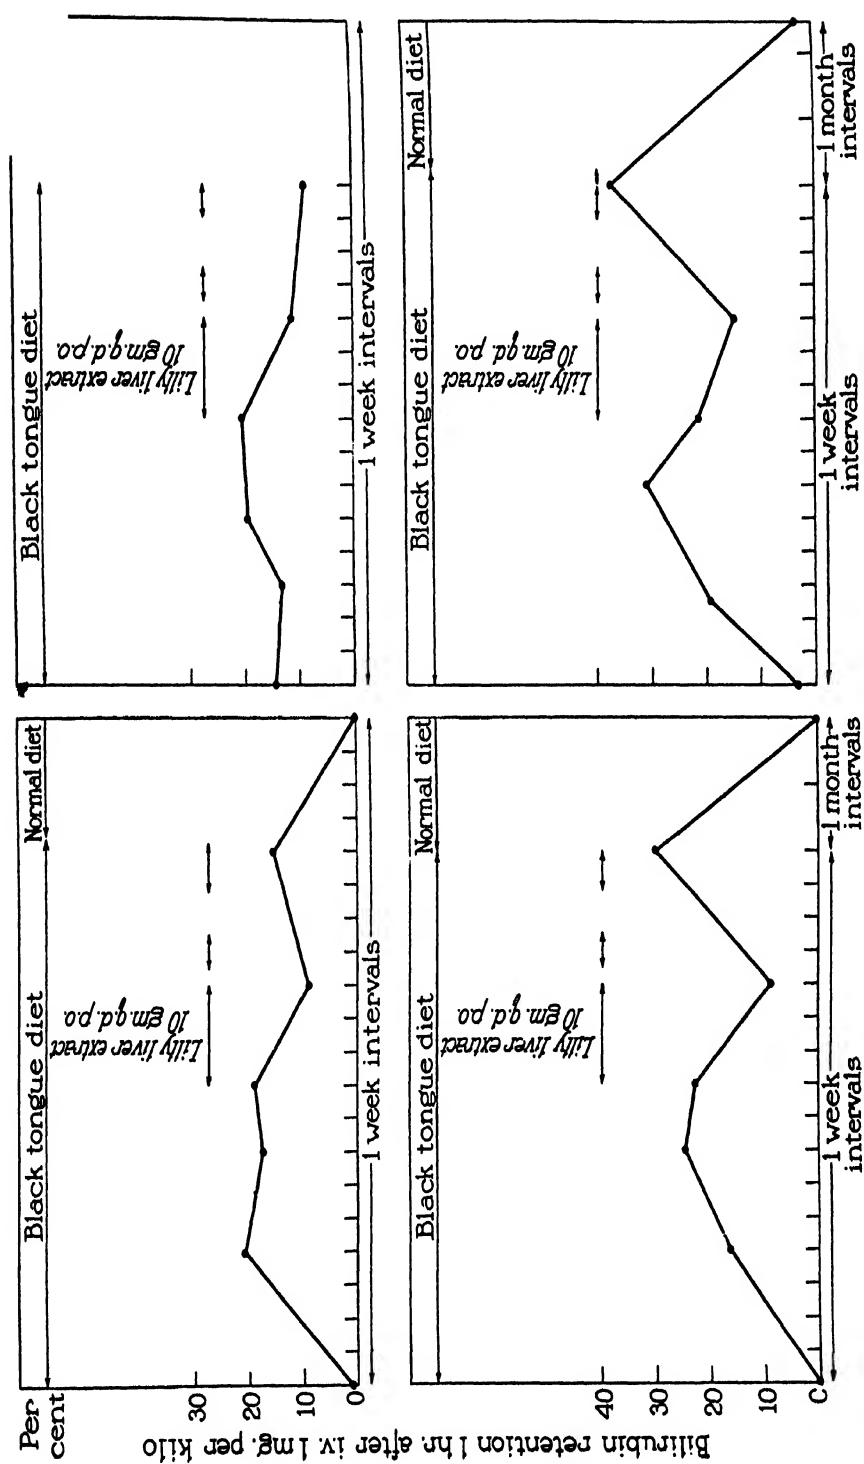 Bilirubin retention 1 hr. after i.v. 1 mg. per kilo
Per
cent
30
20
10
0
Black tongue diet
Normal diet
Lilly liver extract
10 gm. q.d. p.o.
1 week intervals
Black tongue diet
Lilly liver extract
10 gm. q.d. p.o.
1 week intervals
40
30
20
10
0
Black tongue diet
Normal diet
Lilly liver extract
10 gm. q.d. p.o.
1 week
intervals
1 month
intervals
Black tongue diet
Normal diet
Lilly liver extract
10 gm. q.d. p.o.
1 week
intervals
1 month
intervals